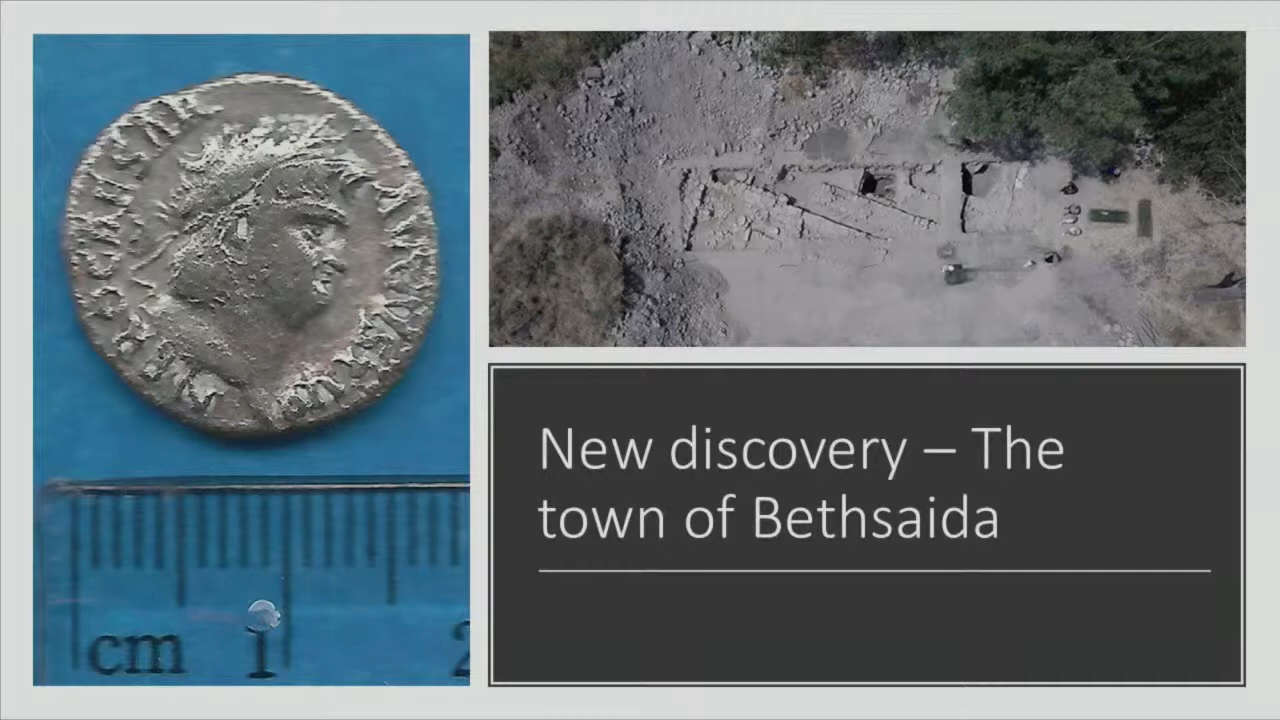 cm 1 2
New discovery – The
town of Bethsaida